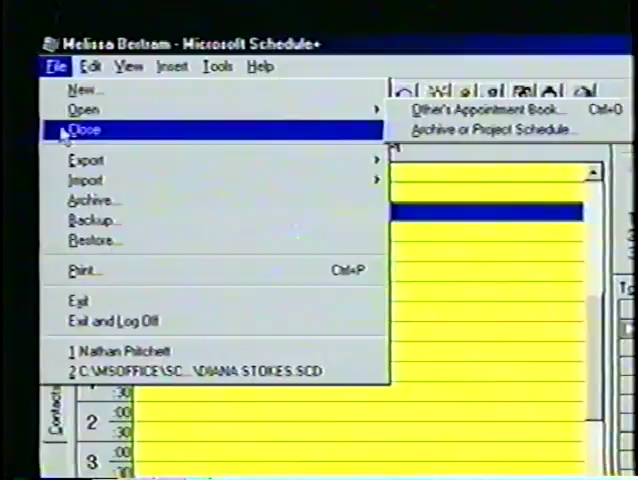 Melissa Bertram - Microsoft Schedule+
File Edit View Insert Tools Help
New...
Open
Other's Appointment Book... Ctrl+O
Close
Archive or Project Schedule...
Export
Import
Archive...
Backup...
Restore...
Print... Ctrl+P
Exit
Exit and Log Off
1 Nathan Pritchett
2 C:\MSOFFICE\SC...\DIANA STOKES.SCD
:30
Contacts
2 :00
:30
3 :00
:30